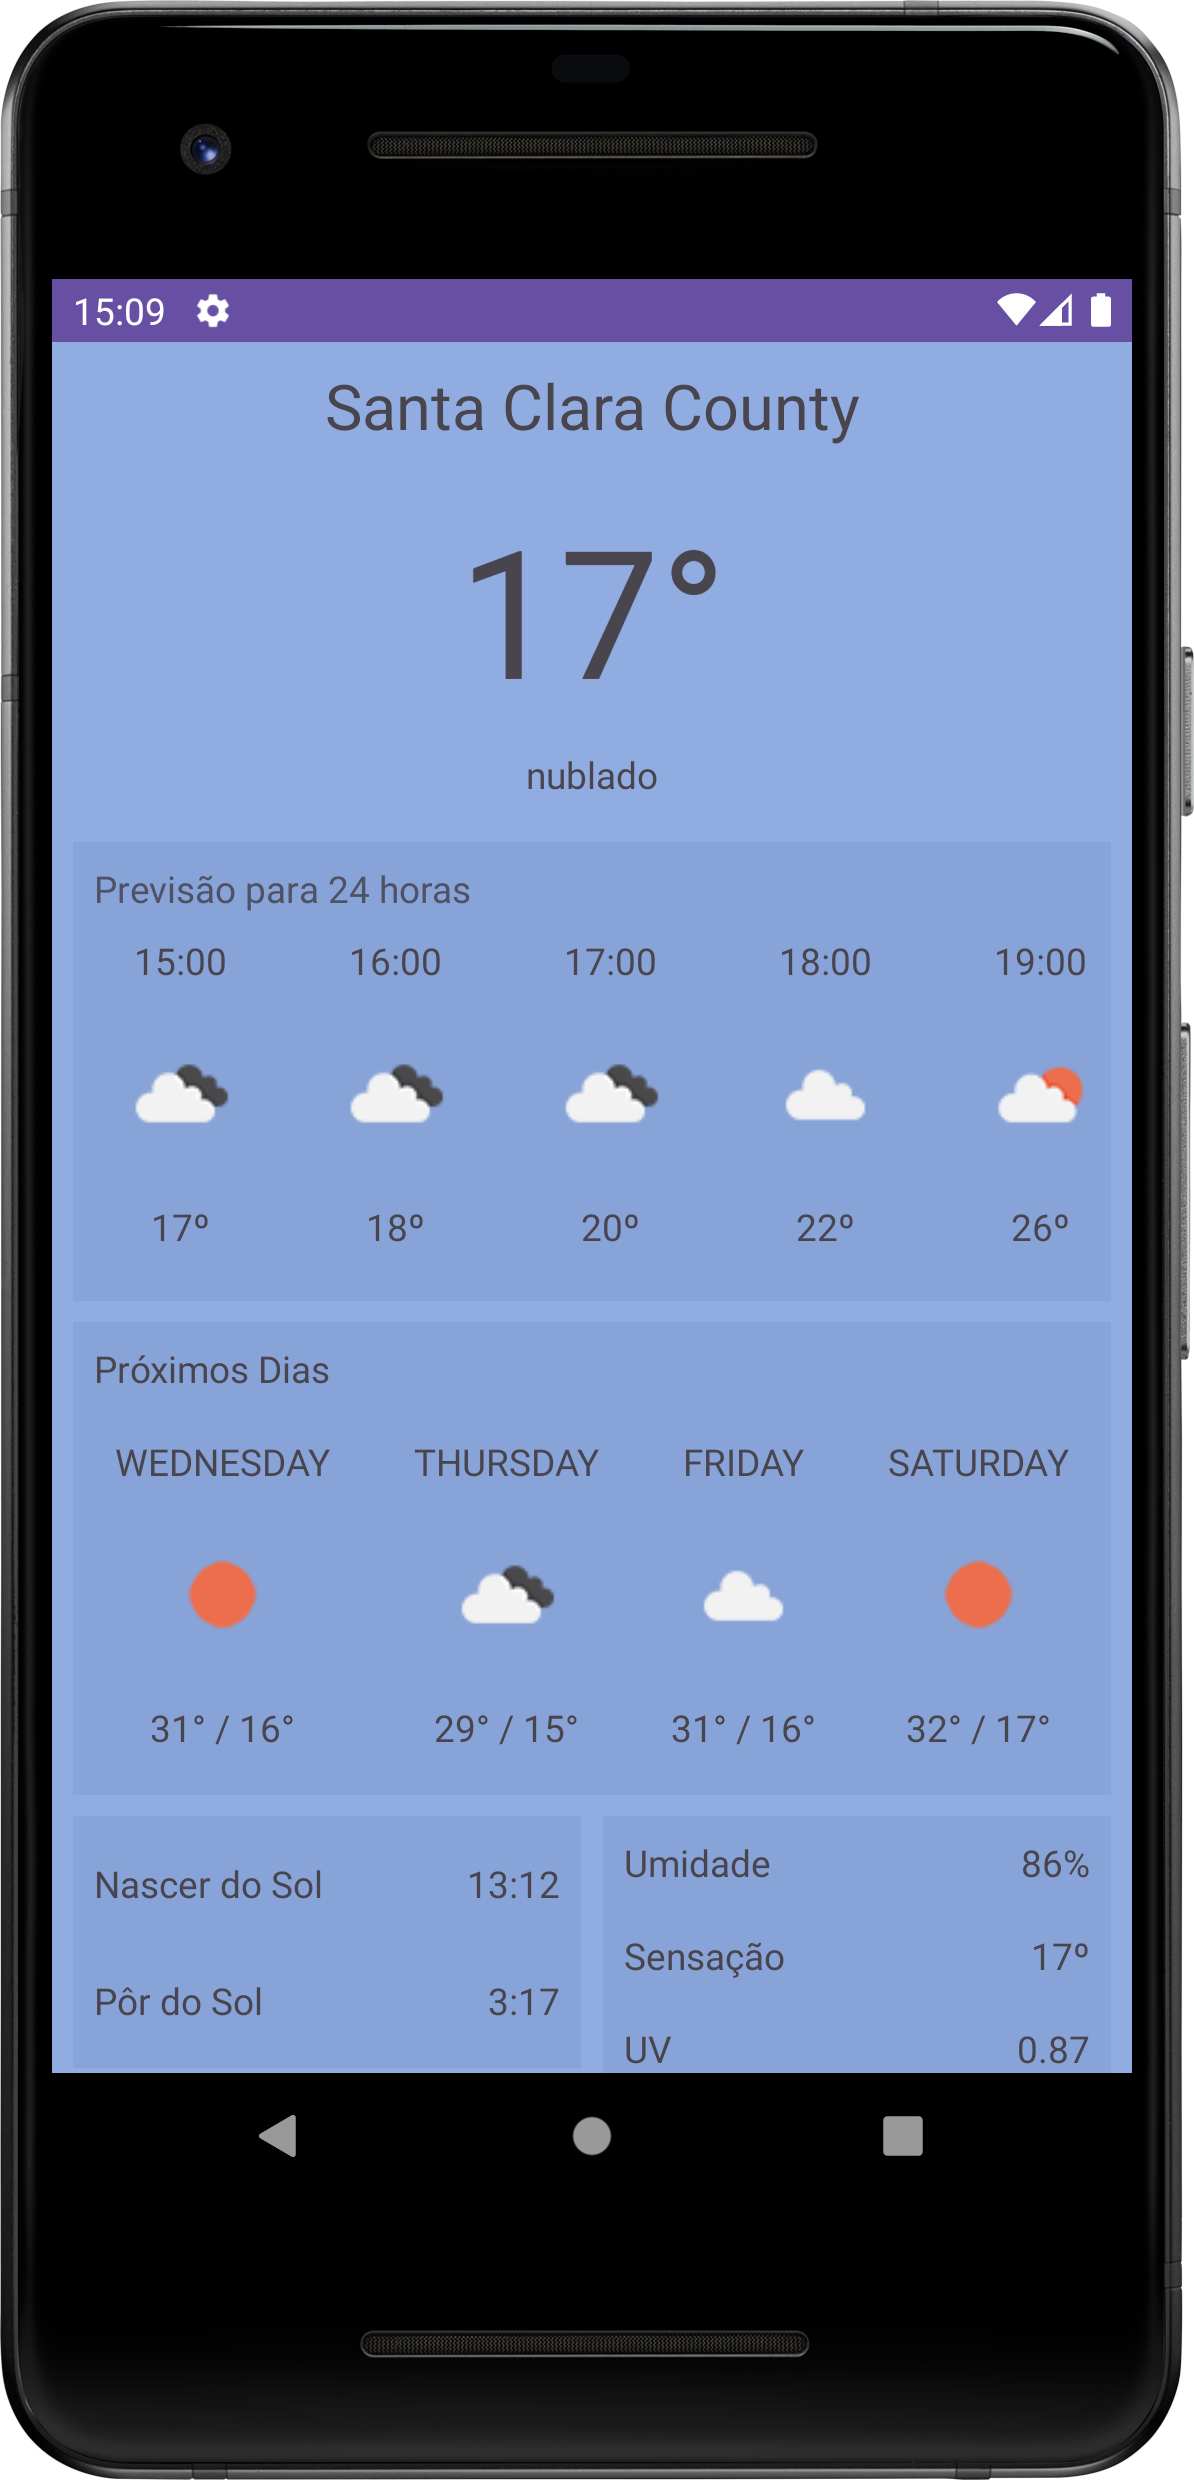 15:09
Santa Clara County
17°
nublado
Previsão para 24 horas
15:00 16:00 17:00 18:00 19:00
17º 18º 20º 22º 26º
Próximos Dias
WEDNESDAY THURSDAY FRIDAY SATURDAY
31° / 16° 29° / 15° 31° / 16° 32° / 17°
Nascer do Sol 13:12
Pôr do Sol 3:17
Umidade 86%
Sensação 17º
UV 0.87